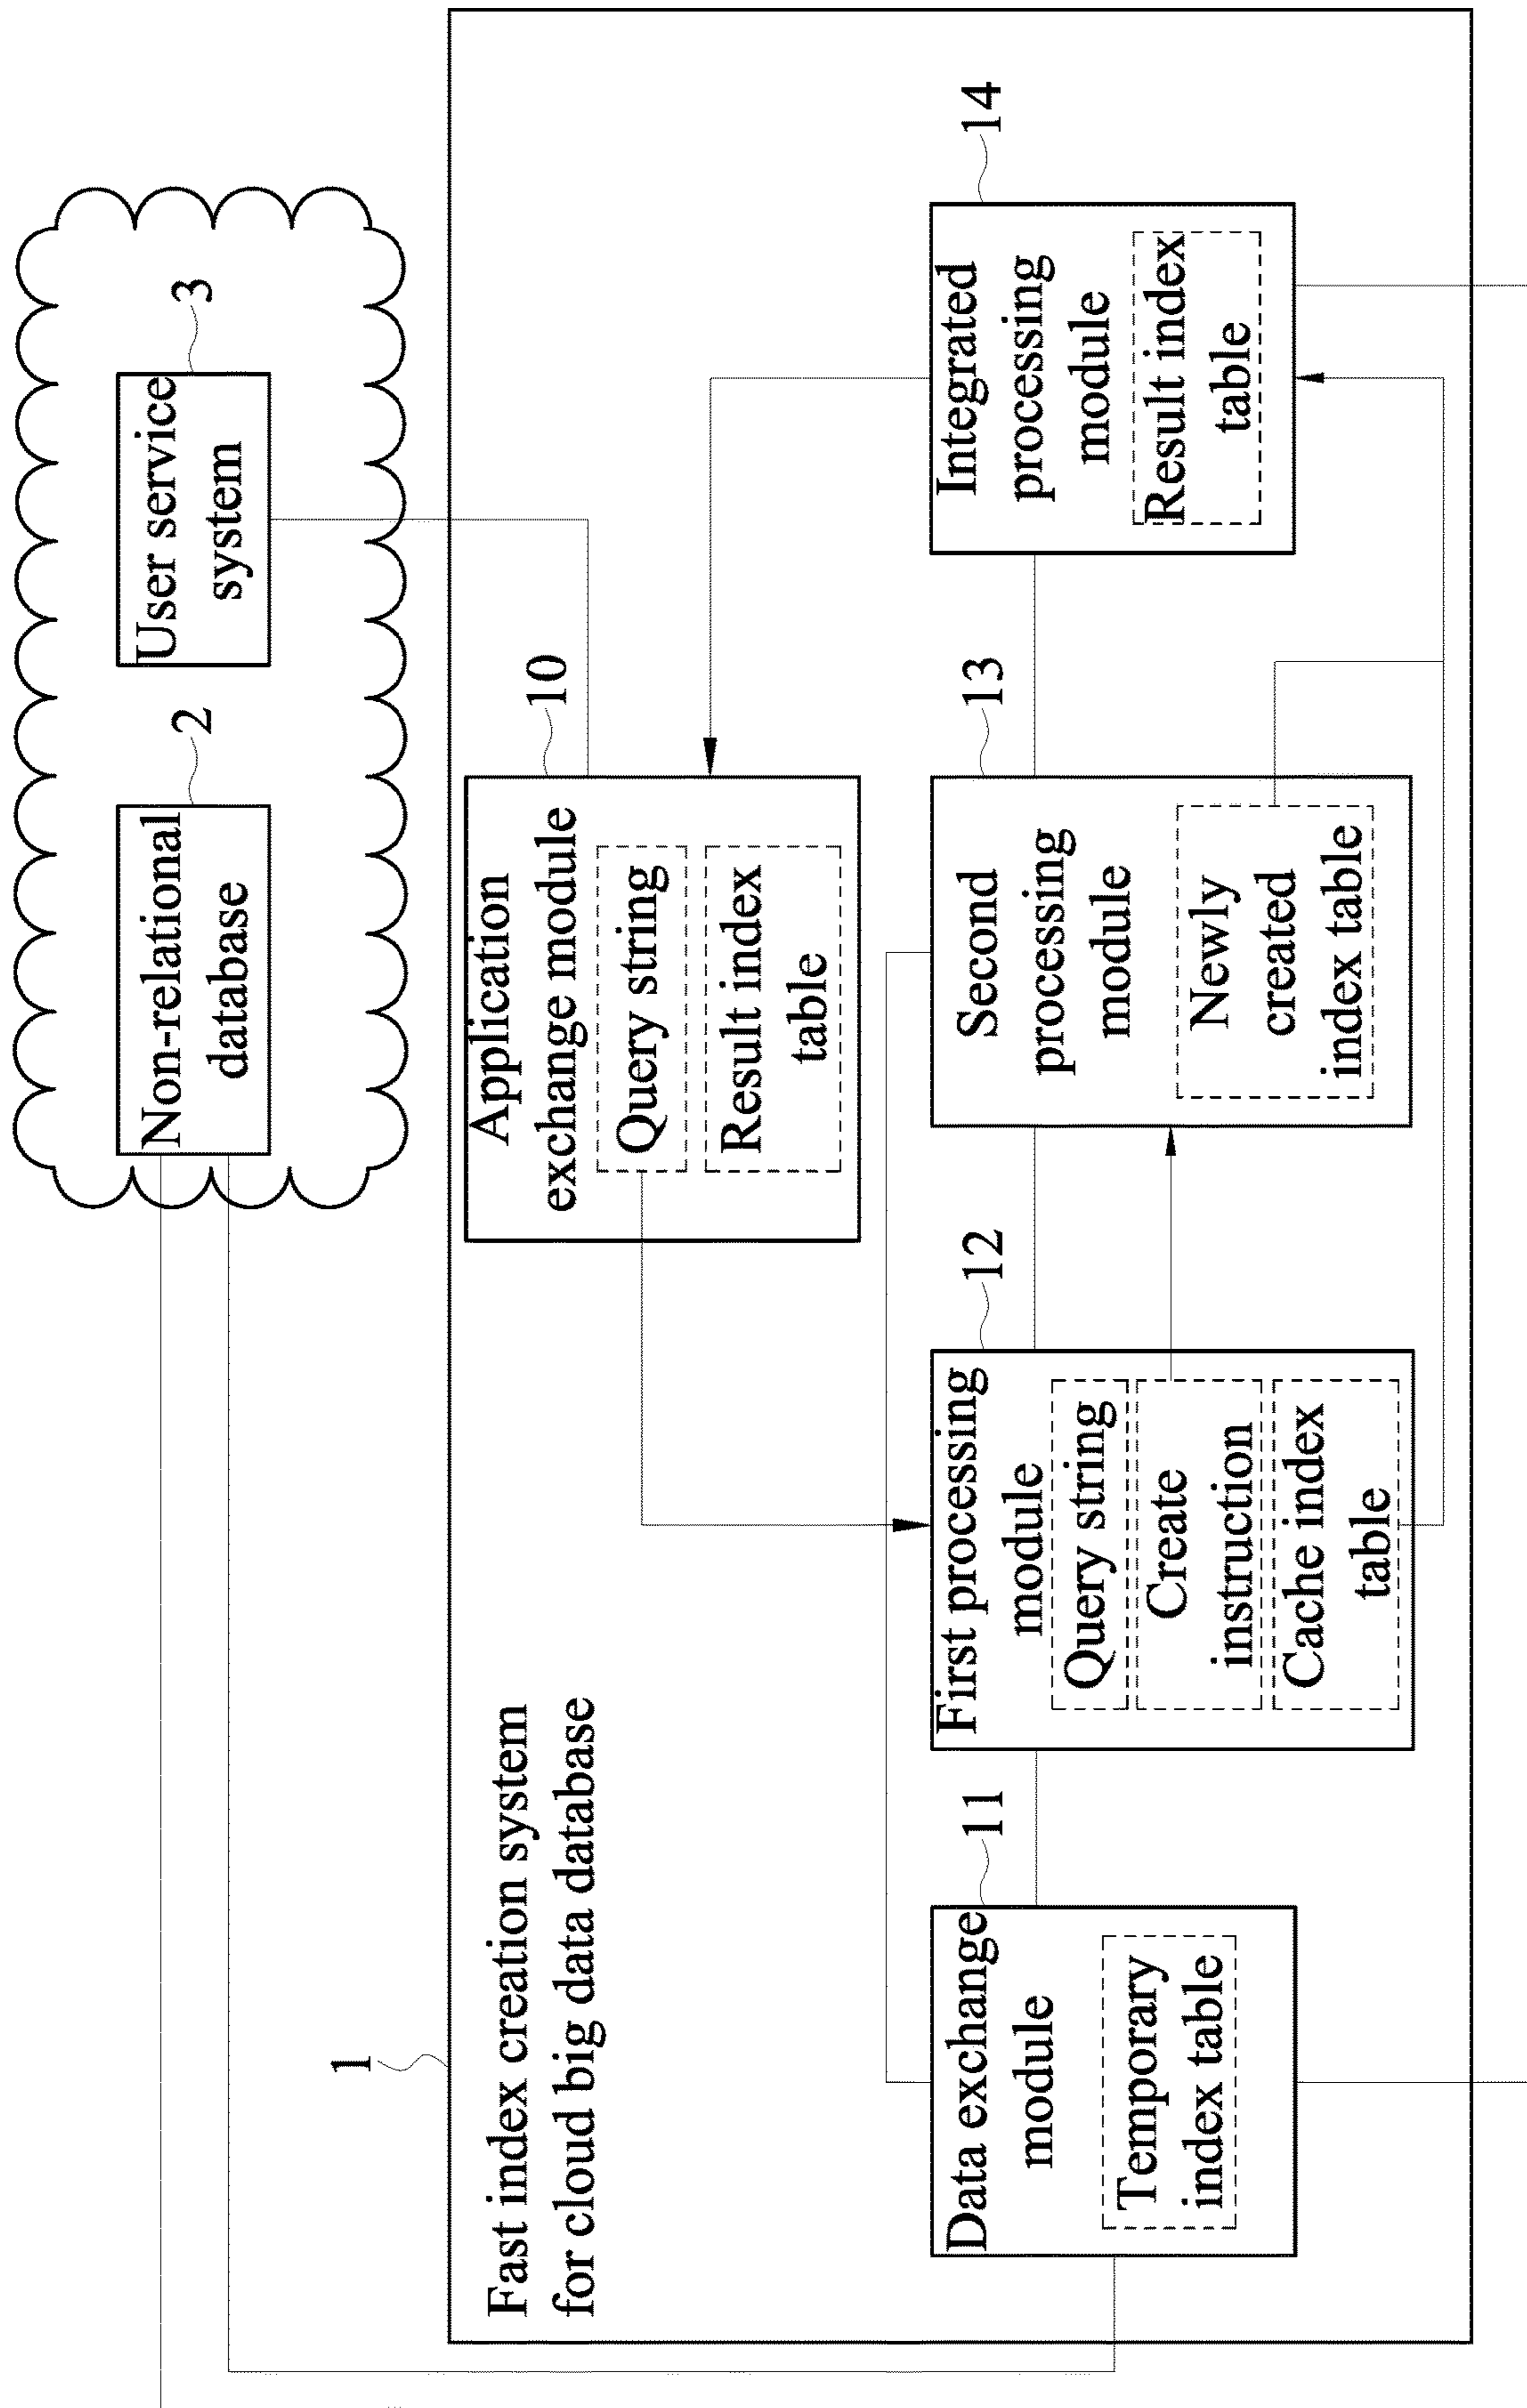 Non-relational
database
2
User service
system
3
1
Fast index creation system
for cloud big data database
Application
exchange module
Query string
Result index
table
10
Data exchange
module
Temporary
index table
11
First processing
module
Query string
Create
instruction
Cache index
table
12
Second
processing
module
Newly
created
index table
13
Integrated
processing
module
Result index
table
14